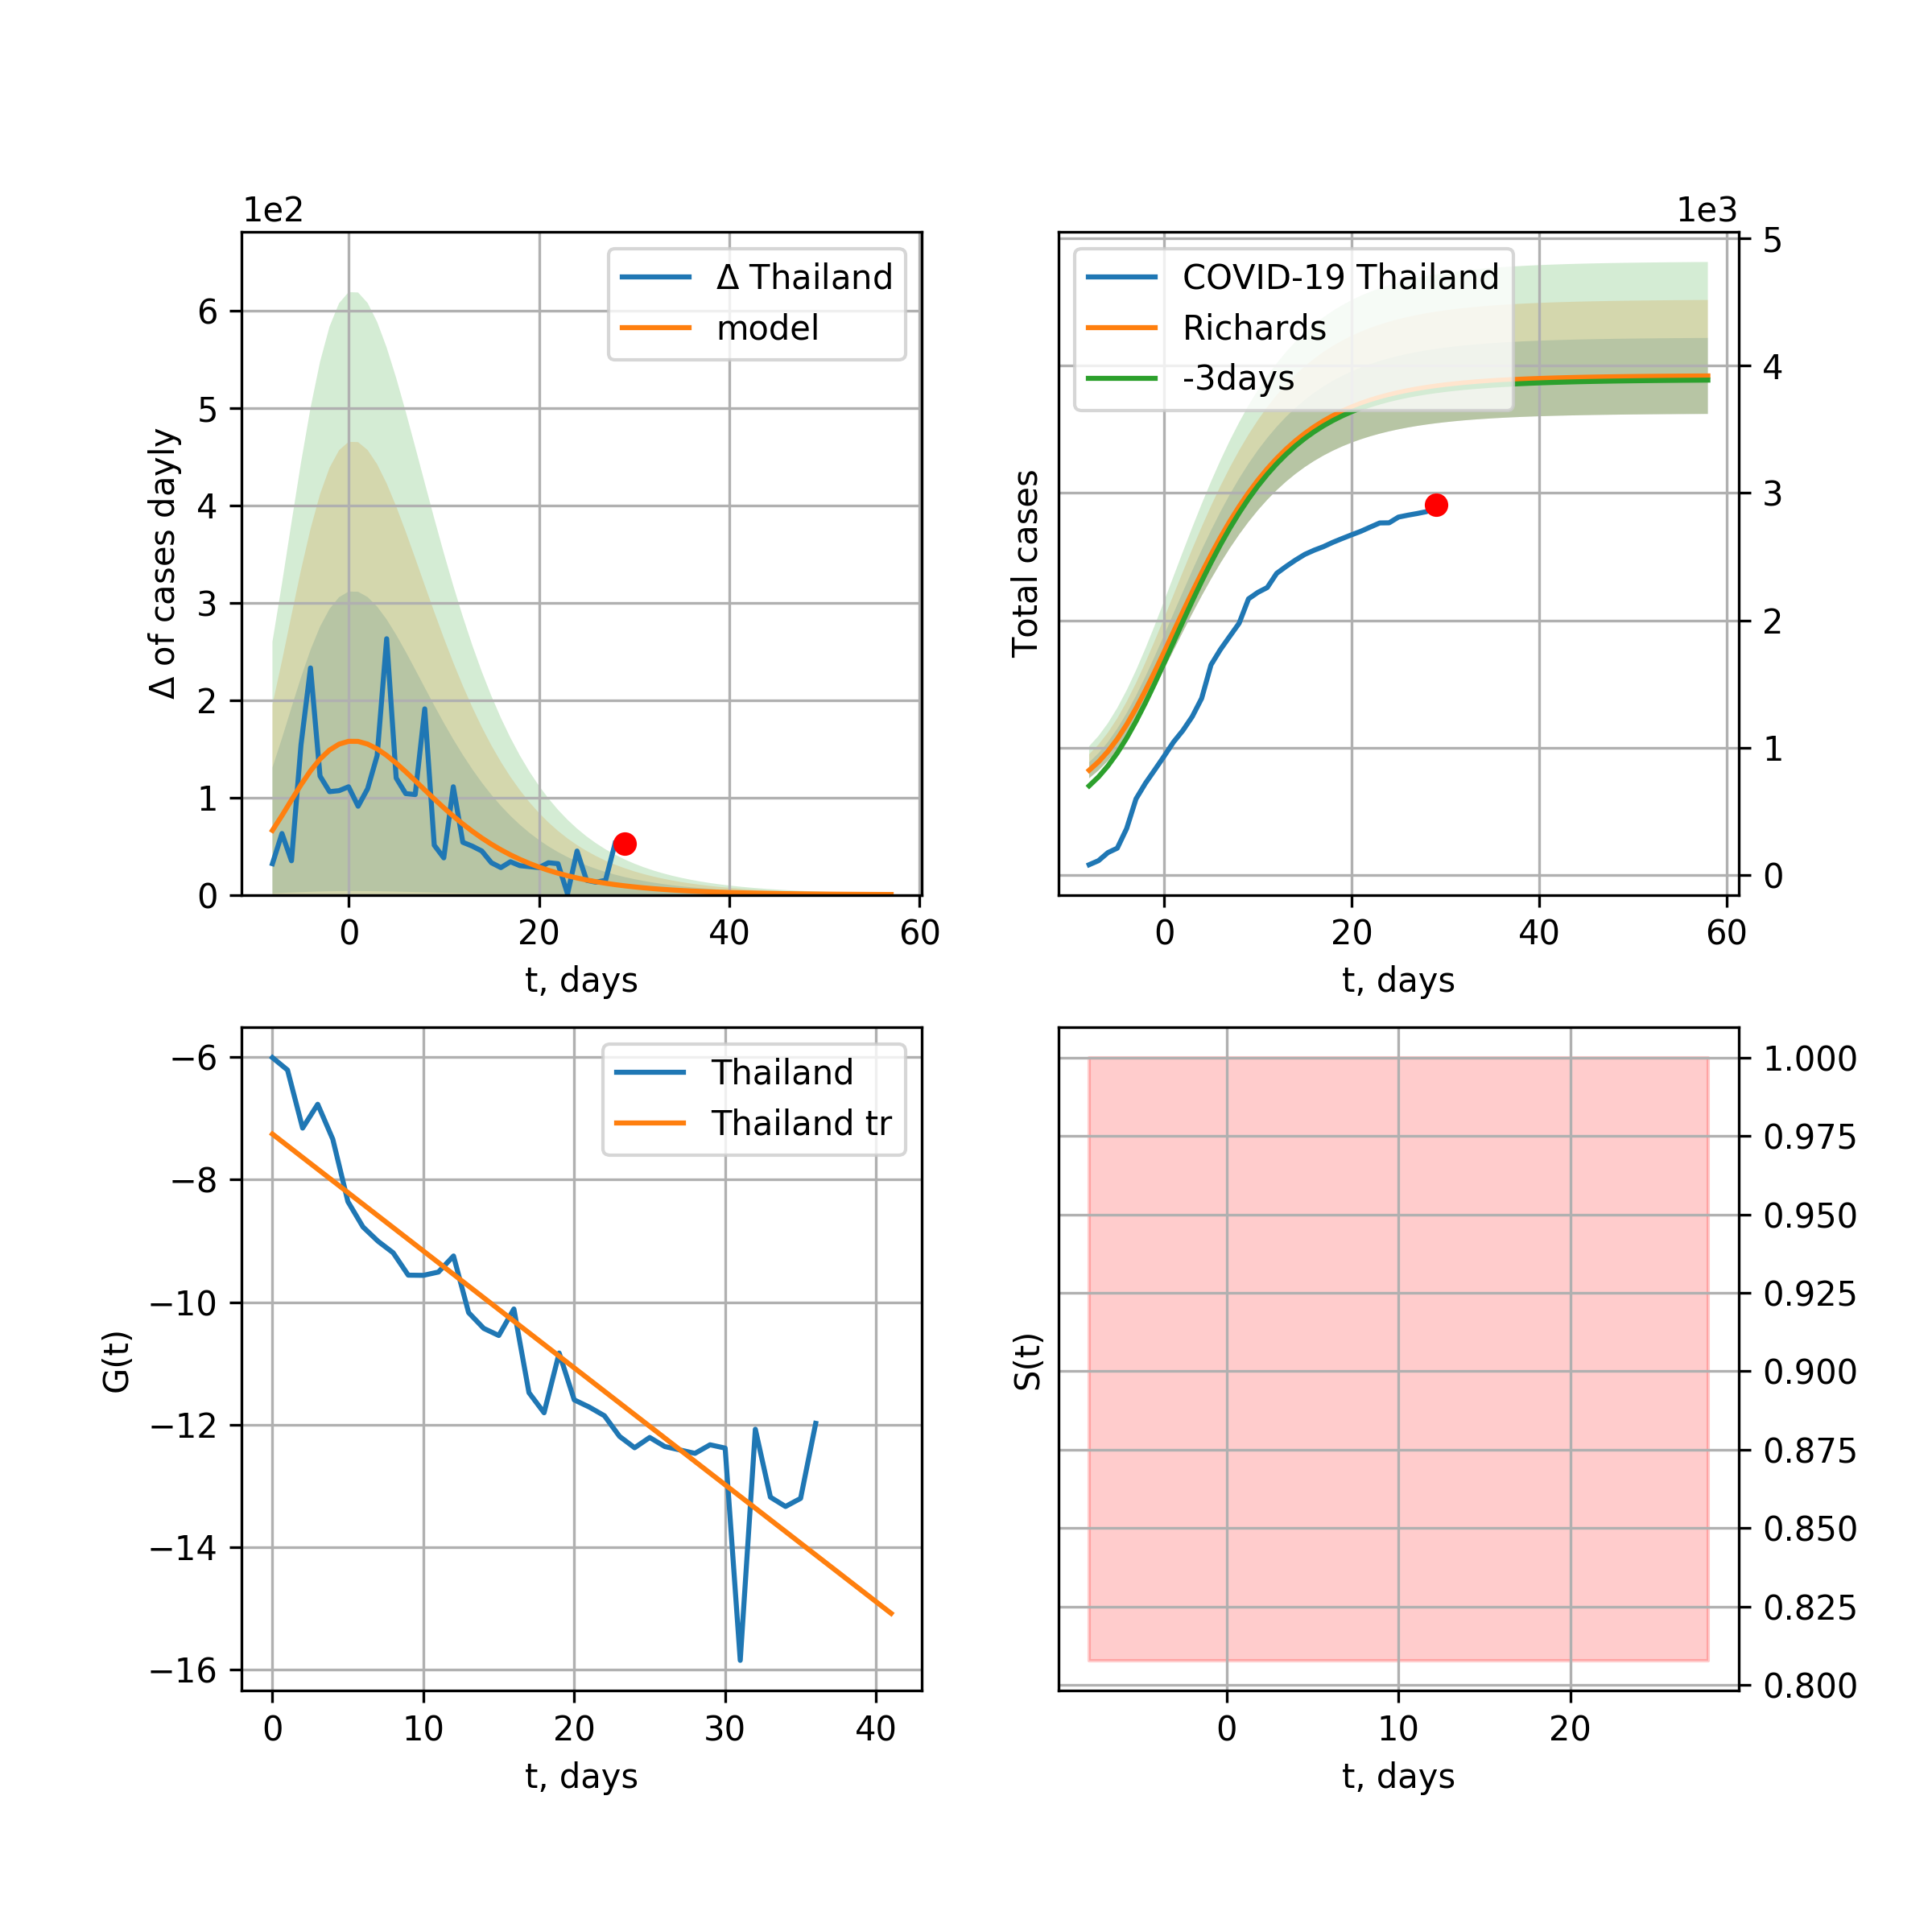 1e2
Δ Thailand
model
6
5
4
3
2
1
0
Δ of cases dayly
0
20
40
60
t, days
1e3
COVID-19 Thailand
Richards
-3days
5
4
3
2
1
0
Total cases
0
20
40
60
t, days
Thailand
Thailand tr
−6
−8
−10
−12
−14
−16
G(t)
0
10
20
30
40
t, days
1.000
0.975
0.950
0.925
0.900
0.875
0.850
0.825
0.800
S(t)
0
10
20
t, days